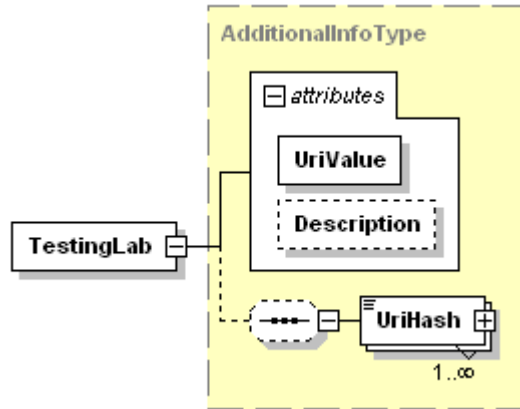 AdditionalInfoType
attributes
UriValue
Description
TestingLab
UriHash
1..∞